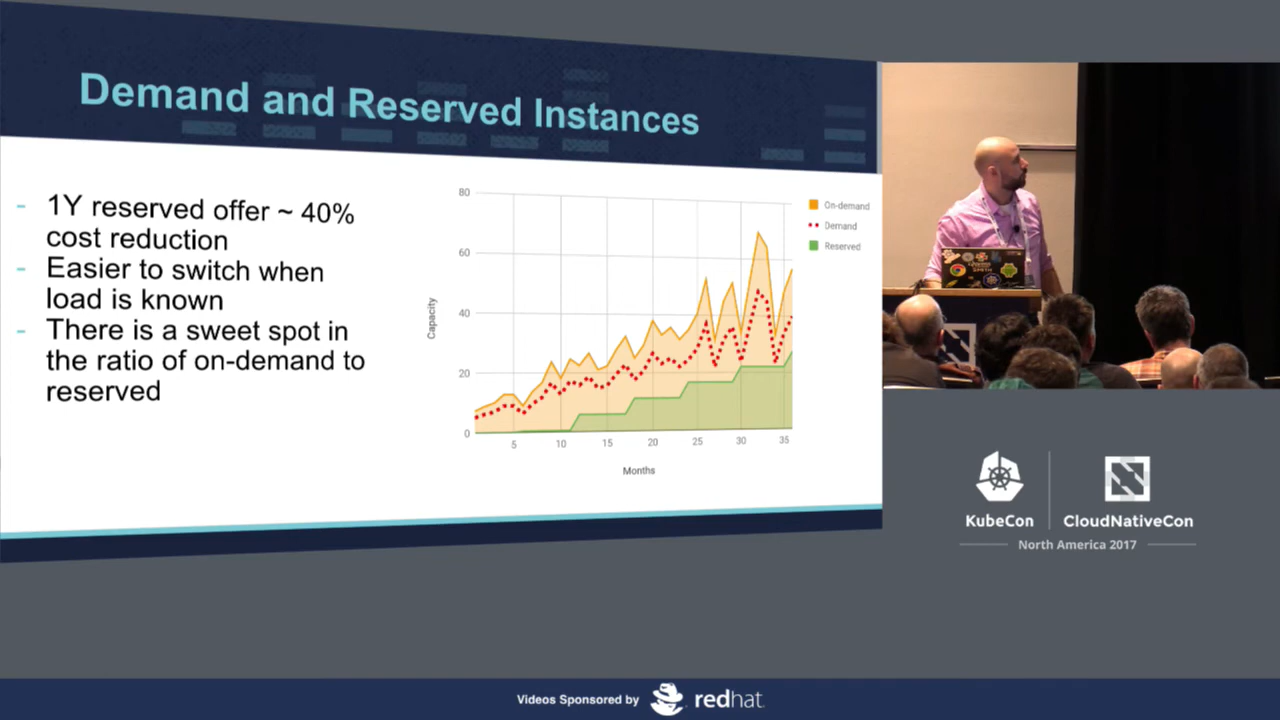 Demand and Reserved Instances
- 1Y reserved offer ~ 40%
cost reduction
- Easier to switch when
load is known
- There is a sweet spot in
the ratio of on-demand to
reserved
80
60
40
20
0
Capacity
5 10 15 20 25 30 35
Months
On-demand
Demand
Reserved
KubeCon
CloudNativeCon
North America 2017
Videos Sponsored by
redhat